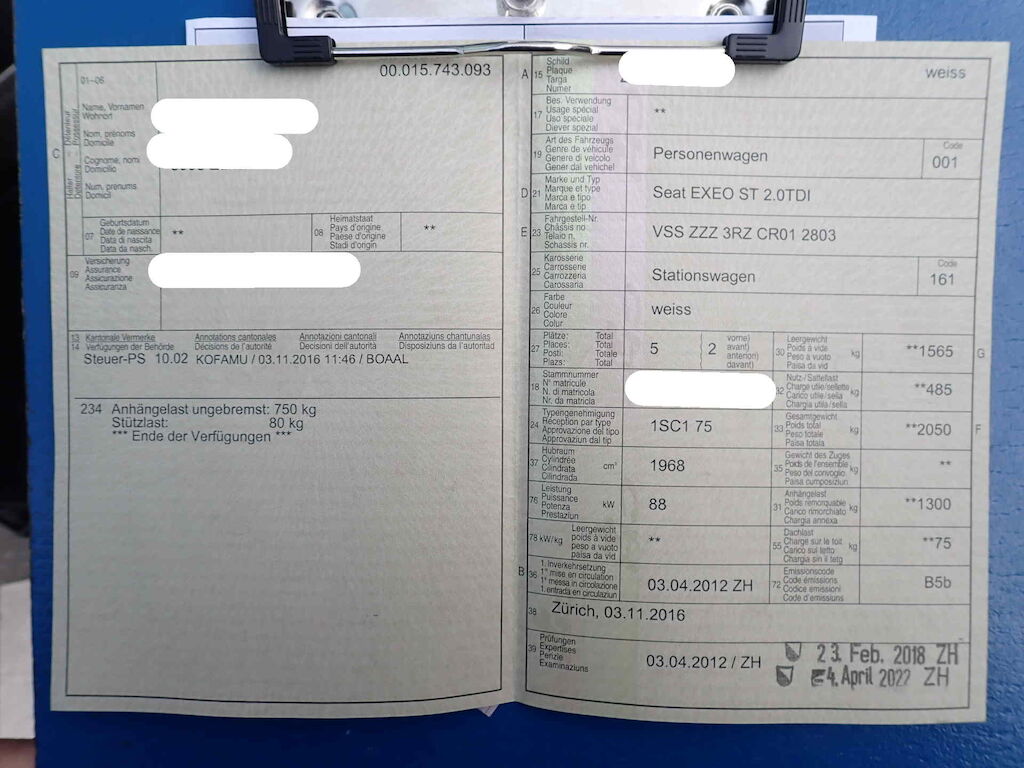 01–06
00.015.743.093
C
Halter Détenteur
Detentore Possessur
Name, Vornamen
Wohnort
Nom, prénoms
Domicile
Cognome, nomi
Domicilio
Num, prenums
Domicil
07 Geburtsdatum
Date de naissance
Data di nascita
Data da nasch.
**
08 Heimatstaat
Pays d'origine
Paese d'origine
Stadi d'origin
**
09 Versicherung
Assurance
Assicurazione
Assicuranza
13 Kantonale Vermerke Annotations cantonales Annotazioni cantonali Annotaziuns chantunalas
14 Verfügungen der Behörde Décisions de l'autorité Decisioni dell'autorità Disposiziuns da l'autoritad
Steuer-PS 10.02 KOFAMU / 03.11.2016 11:46 / BOAAL
234 Anhängelast ungebremst: 750 kg
Stützlast: 80 kg
*** Ende der Verfügungen ***
A 15 Schild
Plaque
Targa
Numer
weiss
17 Bes. Verwendung
Usage spécial
Uso speciale
Diever spezial
**
19 Art des Fahrzeugs
Genre de véhicule
Genere di veicolo
Gener dal vehichel
Personenwagen
Code
001
D 21 Marke und Typ
Marque et type
Marca e tipo
Marca e tip
Seat EXEO ST 2.0TDI
E 23 Fahrgestell-Nr.
Châssis no
Telaio n.
Schassis nr.
VSS ZZZ 3RZ CR01 2803
25 Karosserie
Carrosserie
Carrozzeria
Carossaria
Stationswagen
Code
161
26 Farbe
Couleur
Colore
Colur
weiss
27 Plätze: Total
Places: Total
Posti: Totale
Plazs: Total
5 ( 2 vorne)
avant)
anteriori)
davant)
30 Leergewicht
Poids à vide
Peso a vuoto
Paisa da vid
kg
**1565
G
18 Stammnummer
N° matricule
N. di matricola
Nr. da matricla
32 Nutz-/Sattellast
Charge utile/sellette
Carico utile/sella
Chargia utila/sella
kg
**485
24 Typengenehmigung
Réception par type
Approvazione del tipo
Approvaziun dal tip
1SC1 75
33 Gesamtgewicht
Poids total
Peso totale
Paisa totala
kg
**2050
F
37 Hubraum
Cylindrée
Cilindrata
Cilindrada
cm³
1968
35 Gewicht des Zuges
Poids de l'ensemble
Peso del convoglio
Paisa cumposiziun
kg
**
76 Leistung
Puissance
Potenza
Prestaziun
kW
88
31 Anhängelast
Poids remorquable
Carico rimorchiato
Chargia annexa
kg
**1300
78 kW/kg Leergewicht
poids à vide
peso a vuoto
paisa da vid
**
55 Dachlast
Charge sur le toit
Carico sul tetto
Chargia sin il tetg
kg
**75
B 36 1. Inverkehrsetzung
1re mise en circulation
1a messa in circolazione
1. entrada en circulaziun
03.04.2012 ZH
72 Emissionscode
Code émissions
Codice emissioni
Code d'emissiuns
B5b
38 Zürich, 03.11.2016
39 Prüfungen
Expertises
Perizie
Examinaziuns
03.04.2012 / ZH
23. Feb. 2018 ZH
4. April 2022 ZH